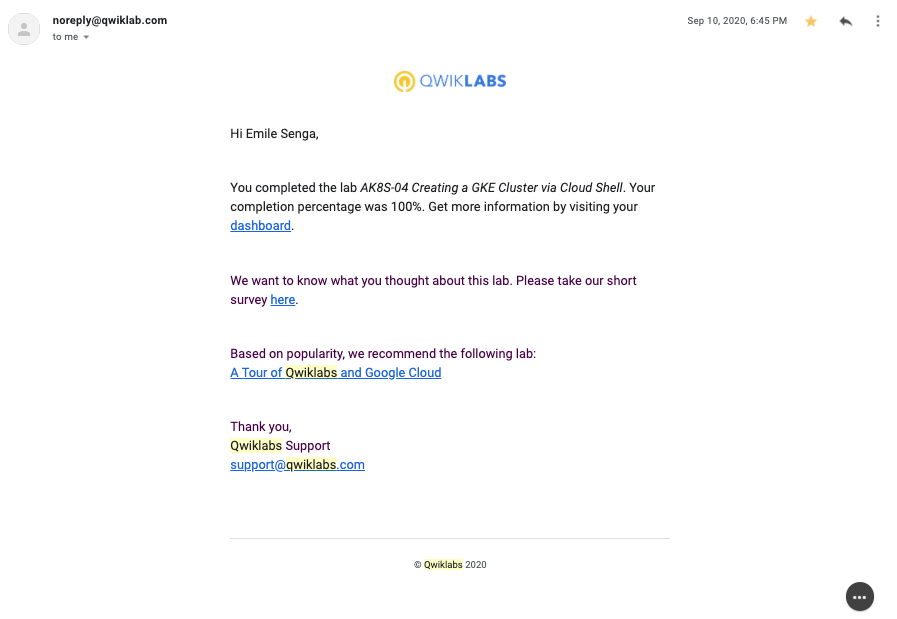 noreply@qwiklab.com
Sep 10, 2020, 6:45 PM
to me
QWIKLABS
Hi Emile Senga,
You completed the lab AK8S-04 Creating a GKE Cluster via Cloud Shell. Your
completion percentage was 100%. Get more information by visiting your
dashboard.
We want to know what you thought about this lab. Please take our short
survey here.
Based on popularity, we recommend the following lab:
A Tour of Qwiklabs and Google Cloud
Thank you,
Qwiklabs Support
support@qwiklabs.com
© Qwiklabs 2020